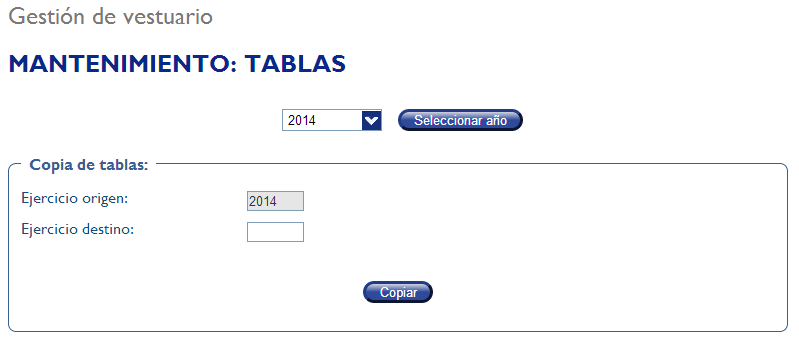 Gestión de vestuario
MANTENIMIENTO: TABLAS
2014 Seleccionar año
Copia de tablas:
Ejercicio origen: 2014
Ejercicio destino:
Copiar